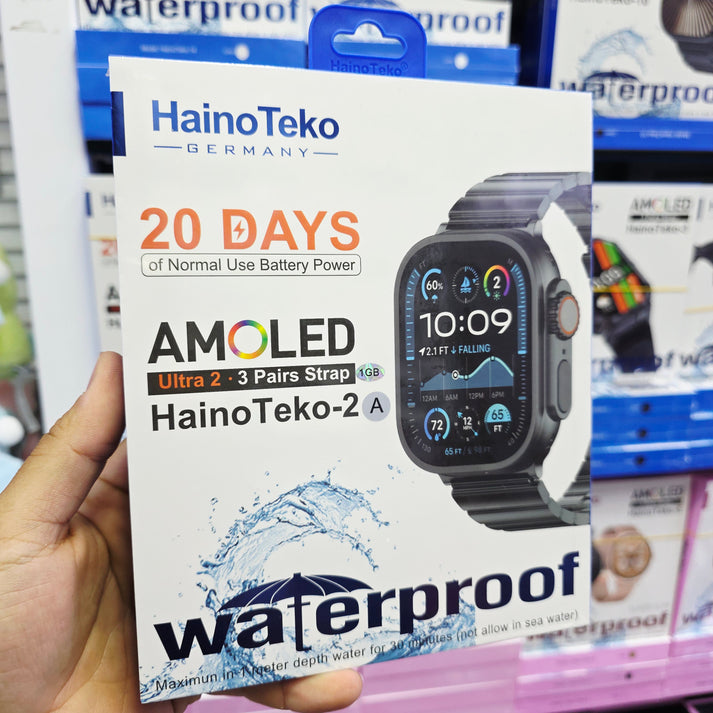 waterproof
HainoTeko®
HainoTeko
GERMANY
20 DAYS
of Normal Use Battery Power
AMOLED
Ultra 2 · 3 Pairs Strap 1GB
HainoTeko-2 A
60%
2
10:09
2.1 FT ↓ FALLING
12AM 6AM 12PM 6PM
72
12
MPH
65
FT
waterproof
Maximun in 1 meter depth water for 30 minutes (not allow in sea water)
waterproof
AMOLED
HainoTeko-2
waterproof
AMOLED
waterproof